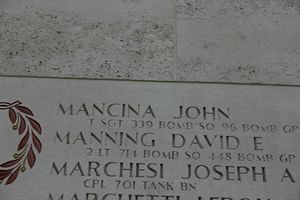 MANCINA JOHN
T SGT 339 BOMB SQ 96 BOMB GP
MANNING DAVID E
2 LT 714 BOMB SQ 448 BOMB GP
MARCHESI JOSEPH A
CPL 701 TANK BN
MARCHETTI